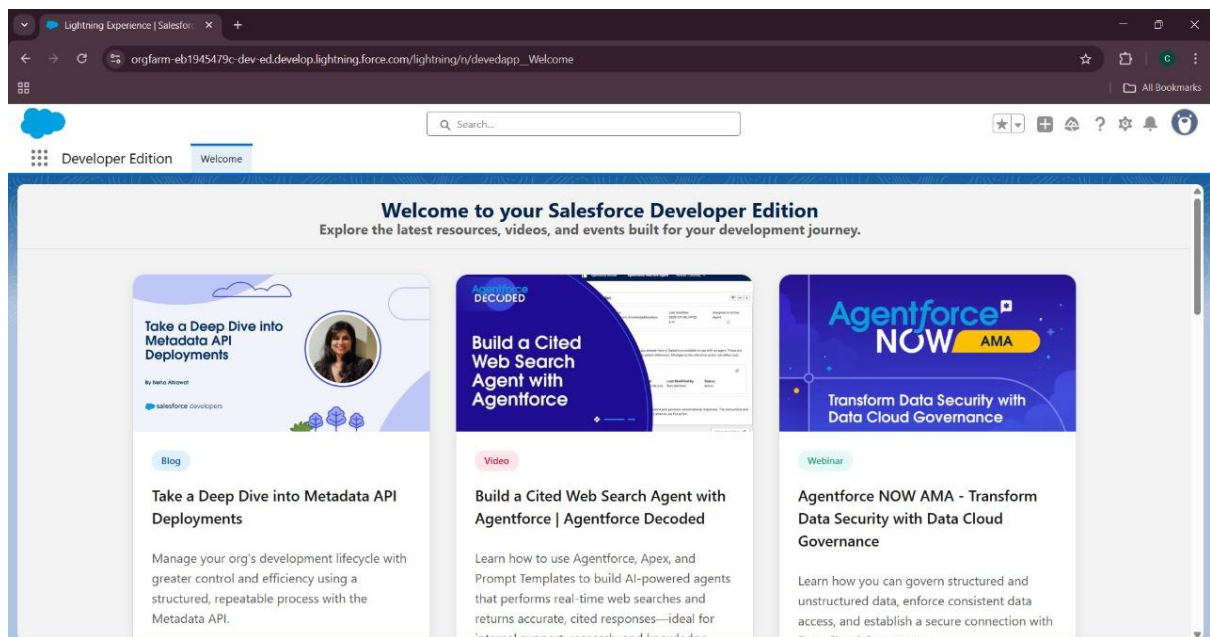 Lightning Experience | Salesforc
orgfarm-eb1945479c-dev-ed.develop.lightning.force.com/lightning/n/devedapp__Welcome
C
All Bookmarks
Search...
Developer Edition
Welcome
Welcome to your Salesforce Developer Edition
Explore the latest resources, videos, and events built for your development journey.
Take a Deep Dive into
Metadata API
Deployments
salesforce developers
Blog
Take a Deep Dive into Metadata API
Deployments
Manage your org's development lifecycle with
greater control and efficiency using a
structured, repeatable process with the
Metadata API.
Agentforce
DECODED
Build a Cited
Web Search
Agent with
Agentforce
Video
Build a Cited Web Search Agent with
Agentforce | Agentforce Decoded
Learn how to use Agentforce, Apex, and
Prompt Templates to build AI-powered agents
that performs real-time web searches and
returns accurate, cited responses—ideal for
Agentforce
NOW AMA
Transform Data Security with
Data Cloud Governance
Webinar
Agentforce NOW AMA - Transform
Data Security with Data Cloud
Governance
Learn how you can govern structured and
unstructured data, enforce consistent data
access, and establish a secure connection with